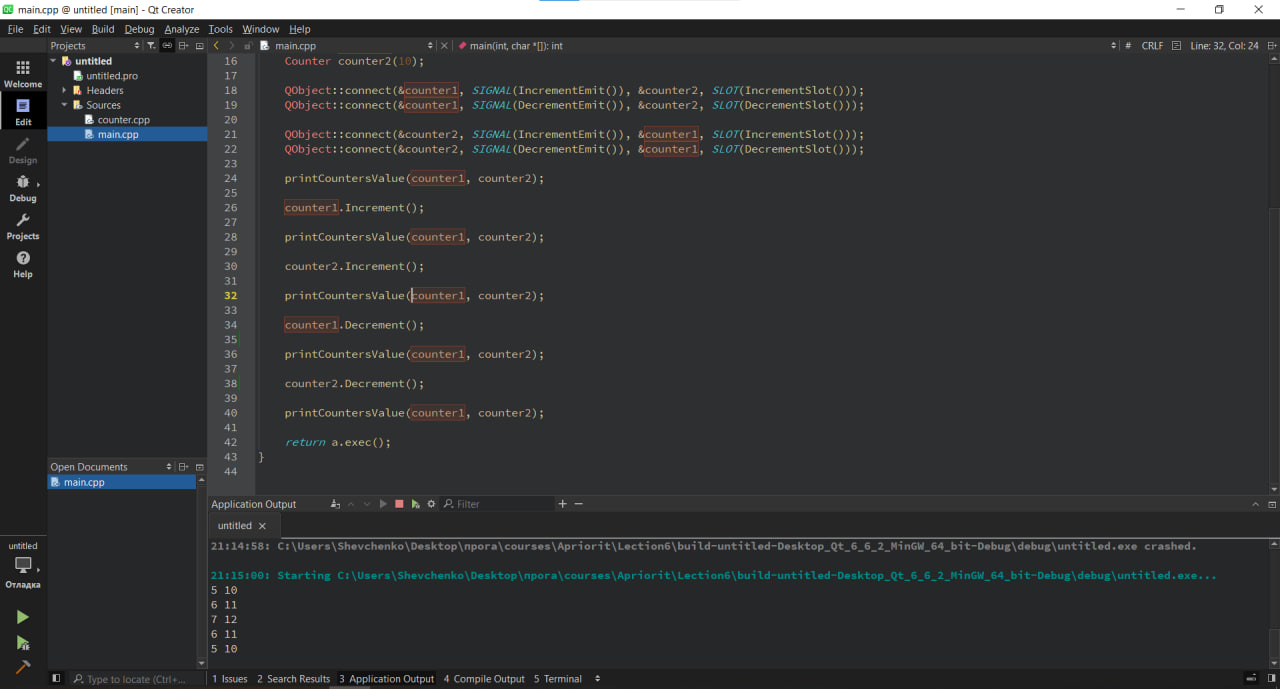 main.cpp @ untitled [main] - Qt Creator
File Edit View Build Debug Analyze Tools Window Help
Projects
main.cpp
main(int, char *[]): int
# CRLF Line: 32, Col: 24
Welcome
Edit
Design
Debug
Projects
Help
untitled
untitled.pro
Headers
Sources
counter.cpp
main.cpp
16 Counter counter2(10);
17
18 QObject::connect(&counter1, SIGNAL(IncrementEmit()), &counter2, SLOT(IncrementSlot()));
19 QObject::connect(&counter1, SIGNAL(DecrementEmit()), &counter2, SLOT(DecrementSlot()));
20
21 QObject::connect(&counter2, SIGNAL(IncrementEmit()), &counter1, SLOT(IncrementSlot()));
22 QObject::connect(&counter2, SIGNAL(DecrementEmit()), &counter1, SLOT(DecrementSlot()));
23
24 printCountersValue(counter1, counter2);
25
26 counter1.Increment();
27
28 printCountersValue(counter1, counter2);
29
30 counter2.Increment();
31
32 printCountersValue(counter1, counter2);
33
34 counter1.Decrement();
35
36 printCountersValue(counter1, counter2);
37
38 counter2.Decrement();
39
40 printCountersValue(counter1, counter2);
41
42 return a.exec();
43 }
44
Open Documents
main.cpp
untitled
Отладка
Application Output
Filter
untitled
21:14:58: C:\Users\Shevchenko\Desktop\прога\courses\Apriorit\Lection6\build-untitled-Desktop_Qt_6_6_2_MinGW_64_bit-Debug\debug\untitled.exe crashed.
21:15:00: Starting C:\Users\Shevchenko\Desktop\прога\courses\Apriorit\Lection6\build-untitled-Desktop_Qt_6_6_2_MinGW_64_bit-Debug\debug\untitled.exe...
5 10
6 11
7 12
6 11
5 10
Type to locate (Ctrl+...
1 Issues 2 Search Results 3 Application Output 4 Compile Output 5 Terminal